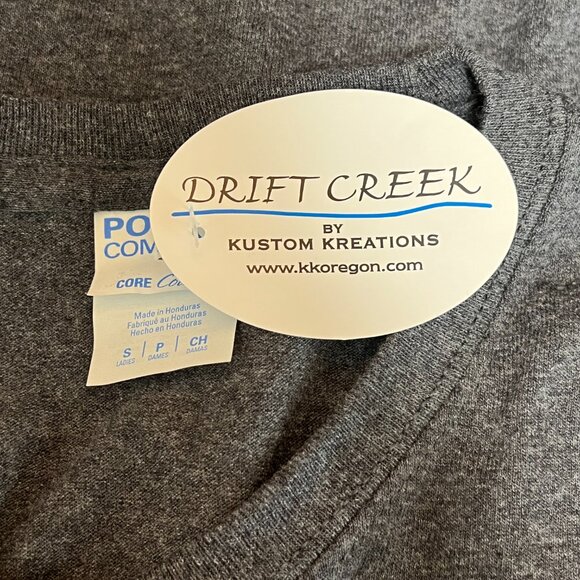 DRIFT CREEK
BY
KUSTOM KREATIONS
www.kkoregon.com
PO
COM
CORE
Made in Honduras
Fabriqué au Honduras
Hecho en Honduras
S | P | CH
LADIES DAMES DAMAS